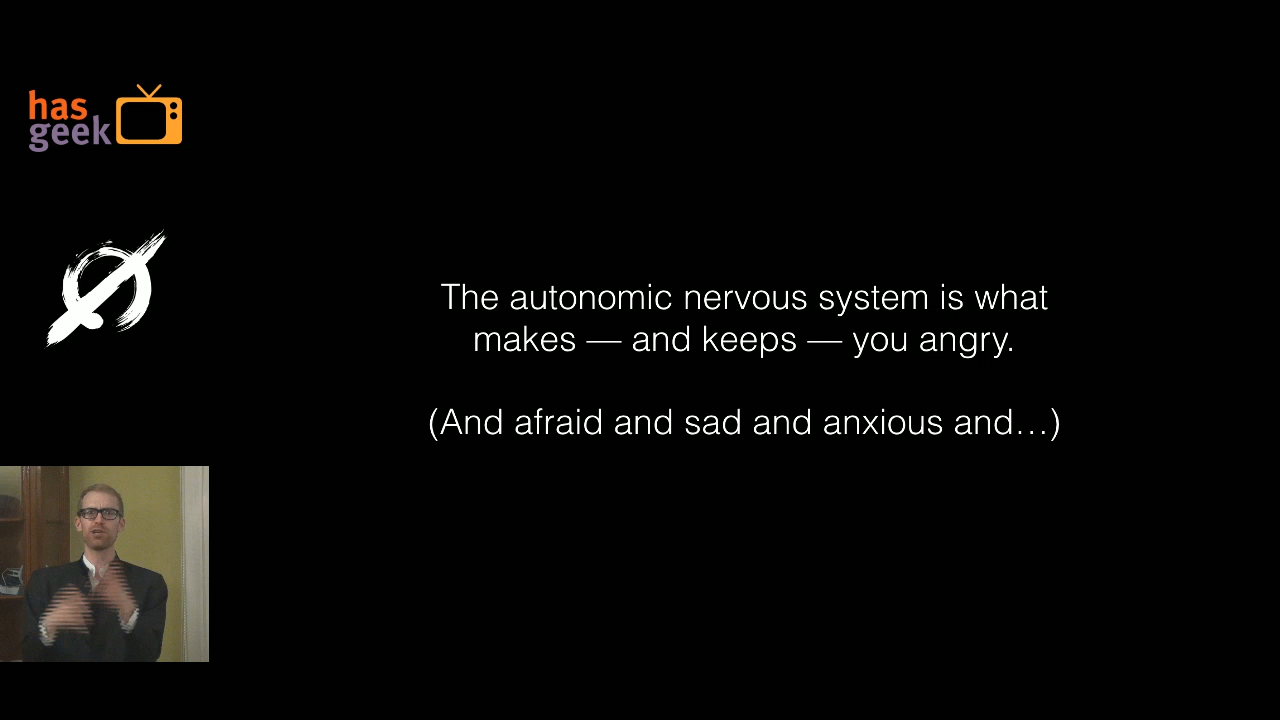 has
geek
The autonomic nervous system is what
makes — and keeps — you angry.
(And afraid and sad and anxious and…)